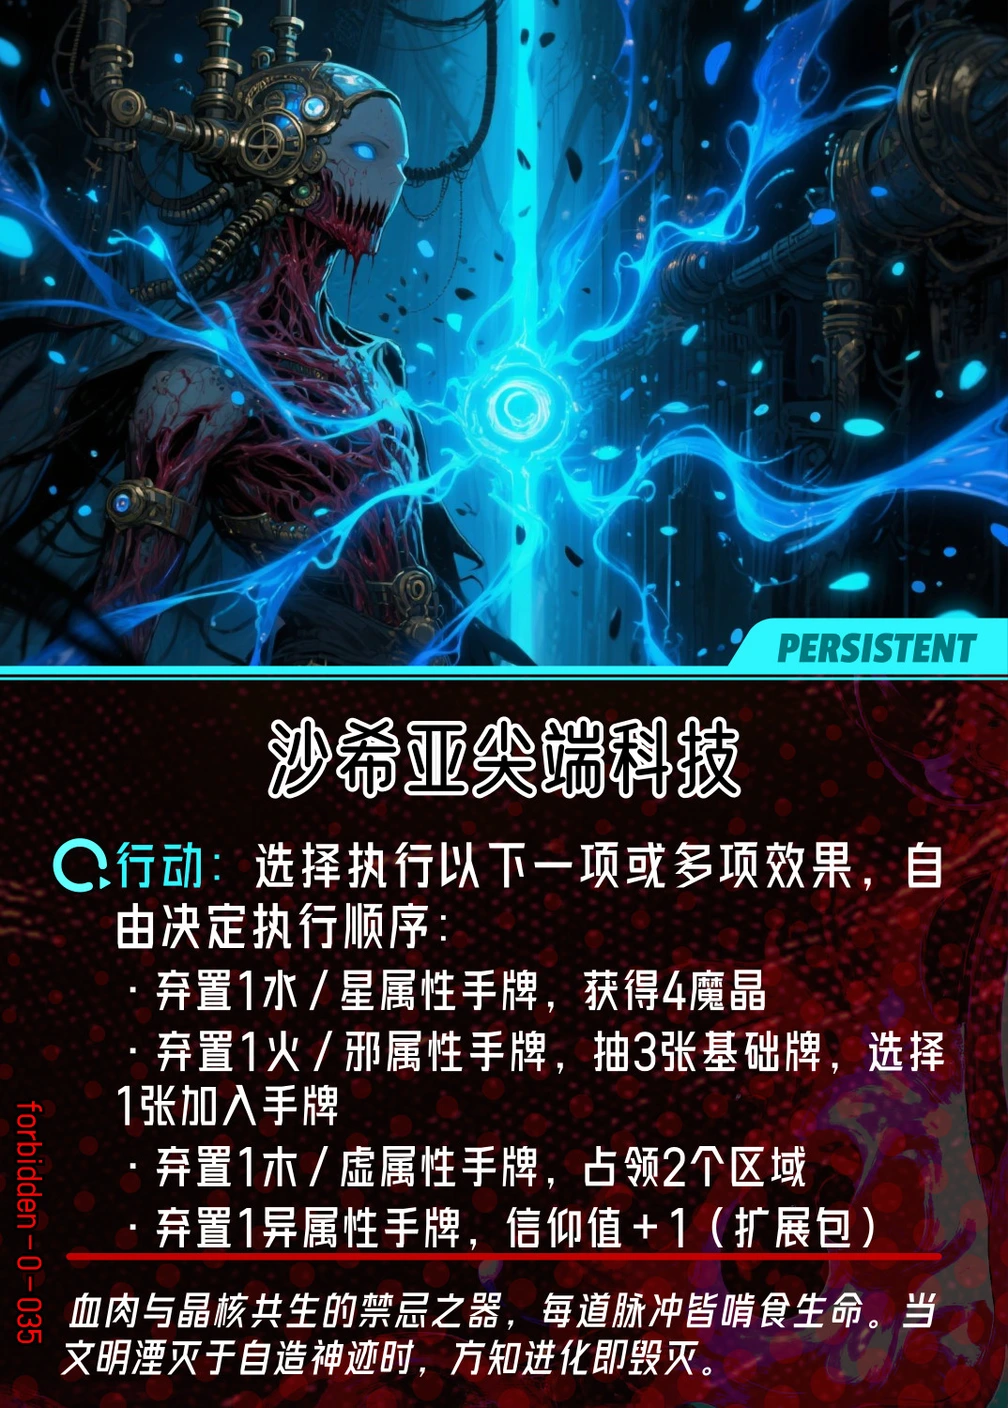 PERSISTENT
沙希亚尖端科技
行动：选择执行以下一项或多项效果，自
由决定执行顺序：
·弃置1水/星属性手牌，获得4魔晶
·弃置1火/邪属性手牌，抽3张基础牌，选择
1张加入手牌
·弃置1木/虚属性手牌，占领2个区域
·弃置1异属性手牌，信仰值+1（扩展包）
血肉与晶核共生的禁忌之器，每道脉冲皆啃食生命。当
文明湮灭于自造神迹时，方知进化即毁灭。
forbidden-0-035